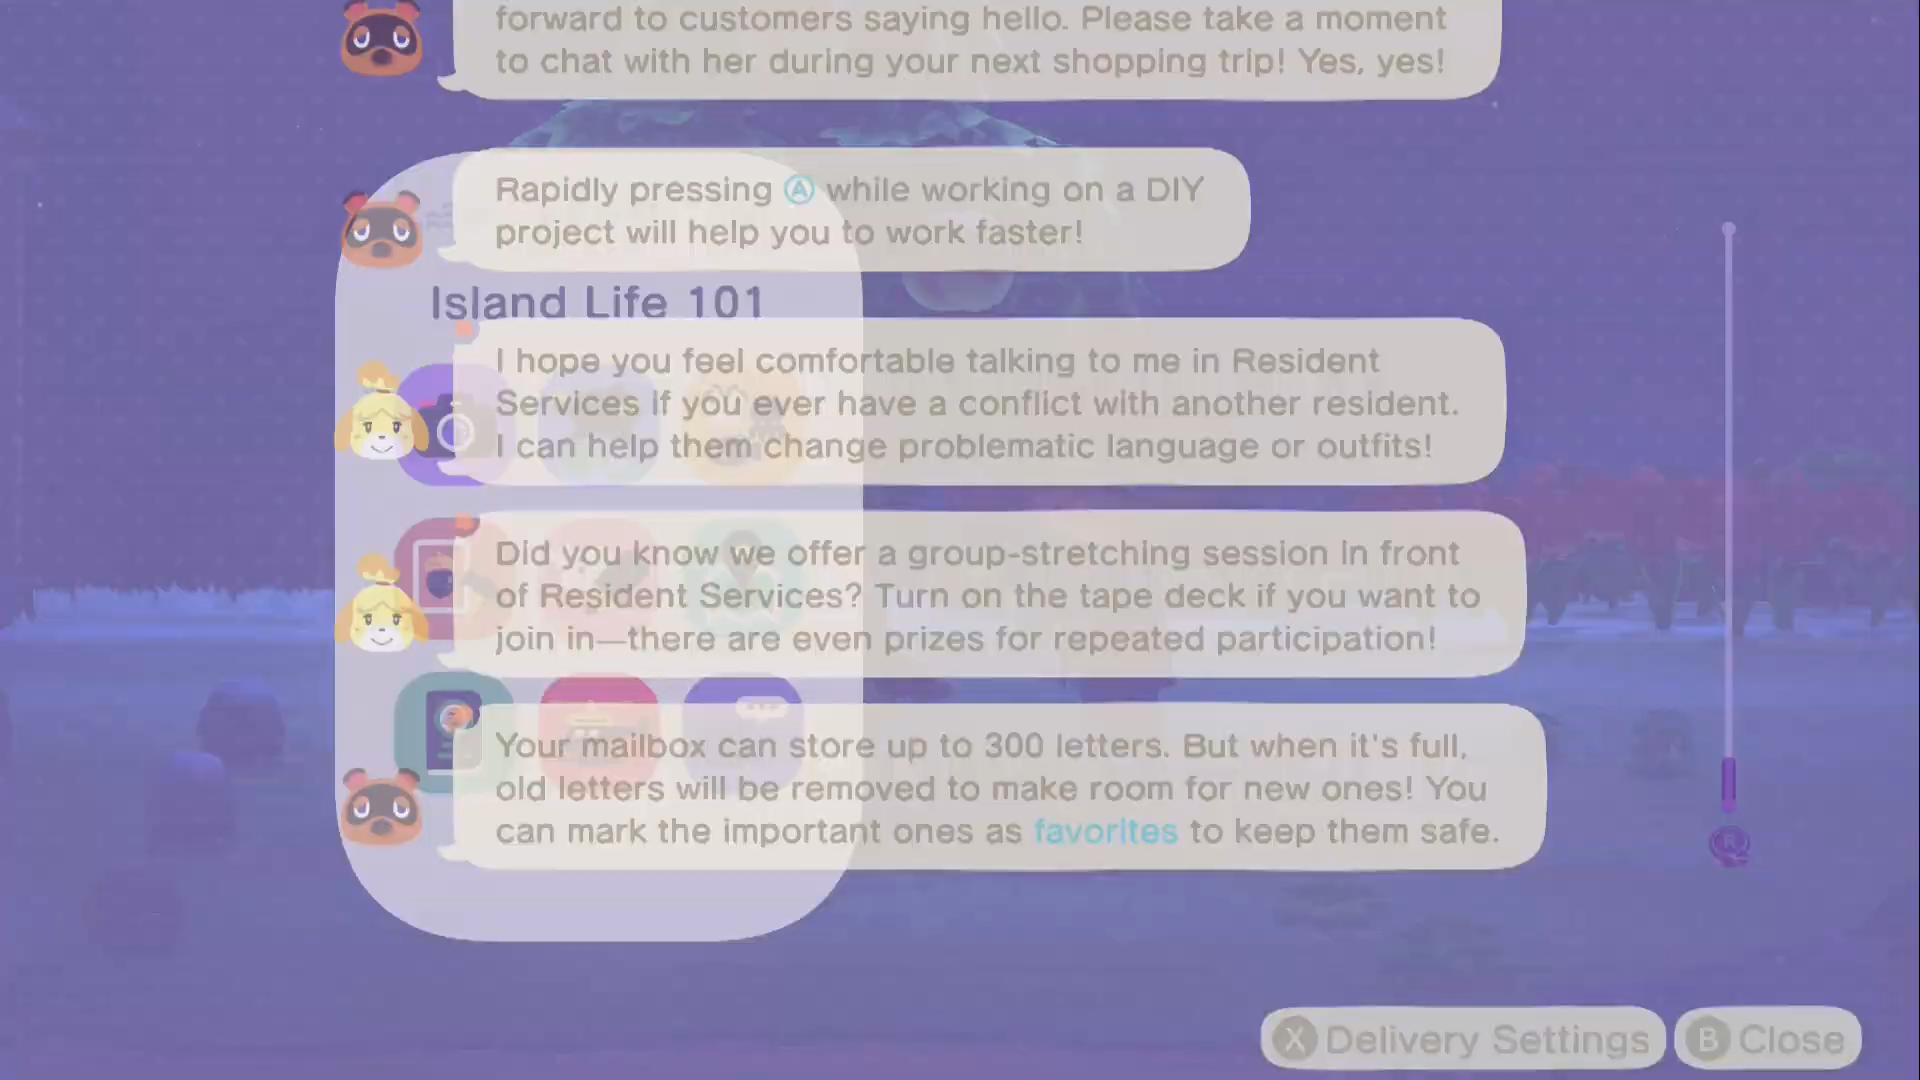 forward to customers saying hello. Please take a moment
to chat with her during your next shopping trip! Yes, yes!
Rapidly pressing A while working on a DIY
project will help you to work faster!
Island Life 101
I hope you feel comfortable talking to me in Resident
Services if you ever have a conflict with another resident.
I can help them change problematic language or outfits!
Did you know we offer a group-stretching session in front
of Resident Services? Turn on the tape deck if you want to
join in—there are even prizes for repeated participation!
Your mailbox can store up to 300 letters. But when it's full,
old letters will be removed to make room for new ones! You
can mark the important ones as favorites to keep them safe.
R
X Delivery Settings
B Close